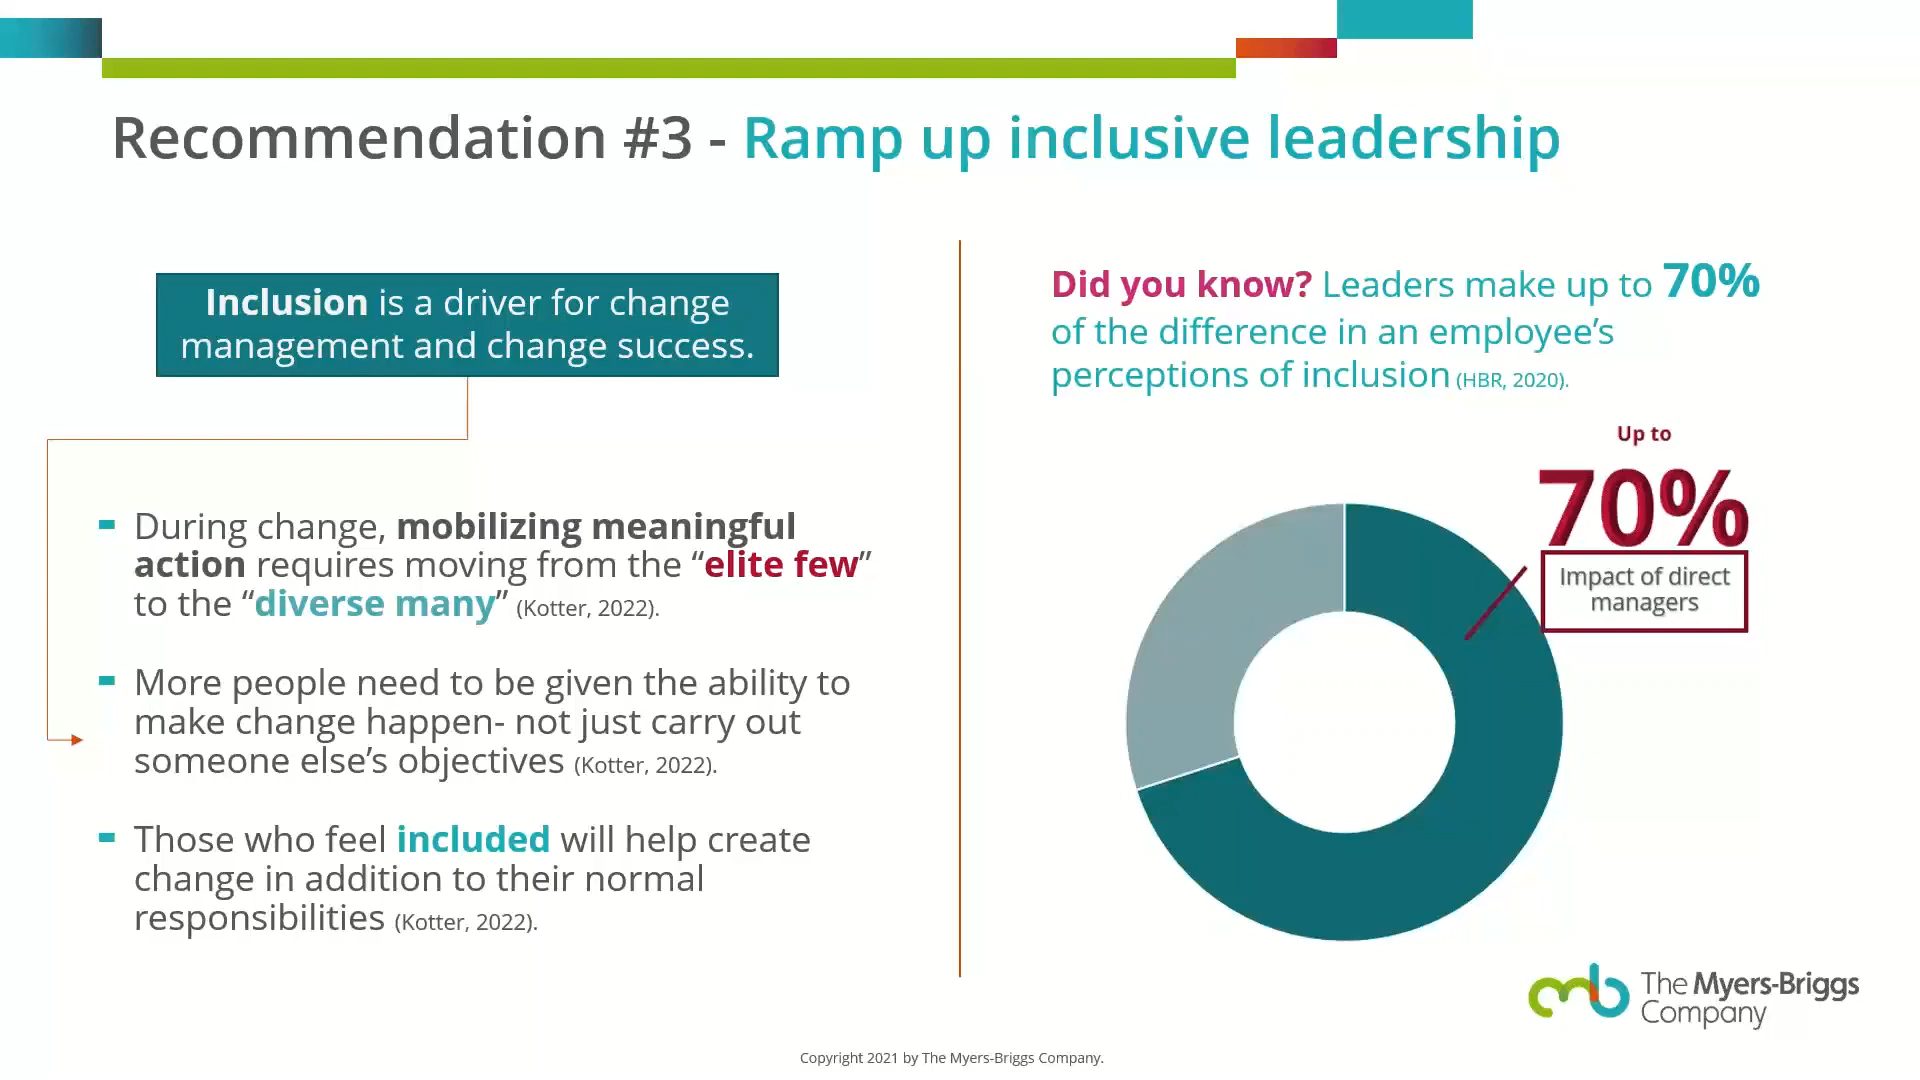 Recommendation #3 - Ramp up inclusive leadership
Inclusion is a driver for change
management and change success.
During change, mobilizing meaningful
action requires moving from the “elite few”
to the “diverse many” (Kotter, 2022).
More people need to be given the ability to
make change happen- not just carry out
someone else’s objectives (Kotter, 2022).
Those who feel included will help create
change in addition to their normal
responsibilities (Kotter, 2022).
Did you know? Leaders make up to 70%
of the difference in an employee’s
perceptions of inclusion (HBR, 2020).
Up to
70%
Impact of direct
managers
The Myers-Briggs
Company
Copyright 2021 by The Myers-Briggs Company.